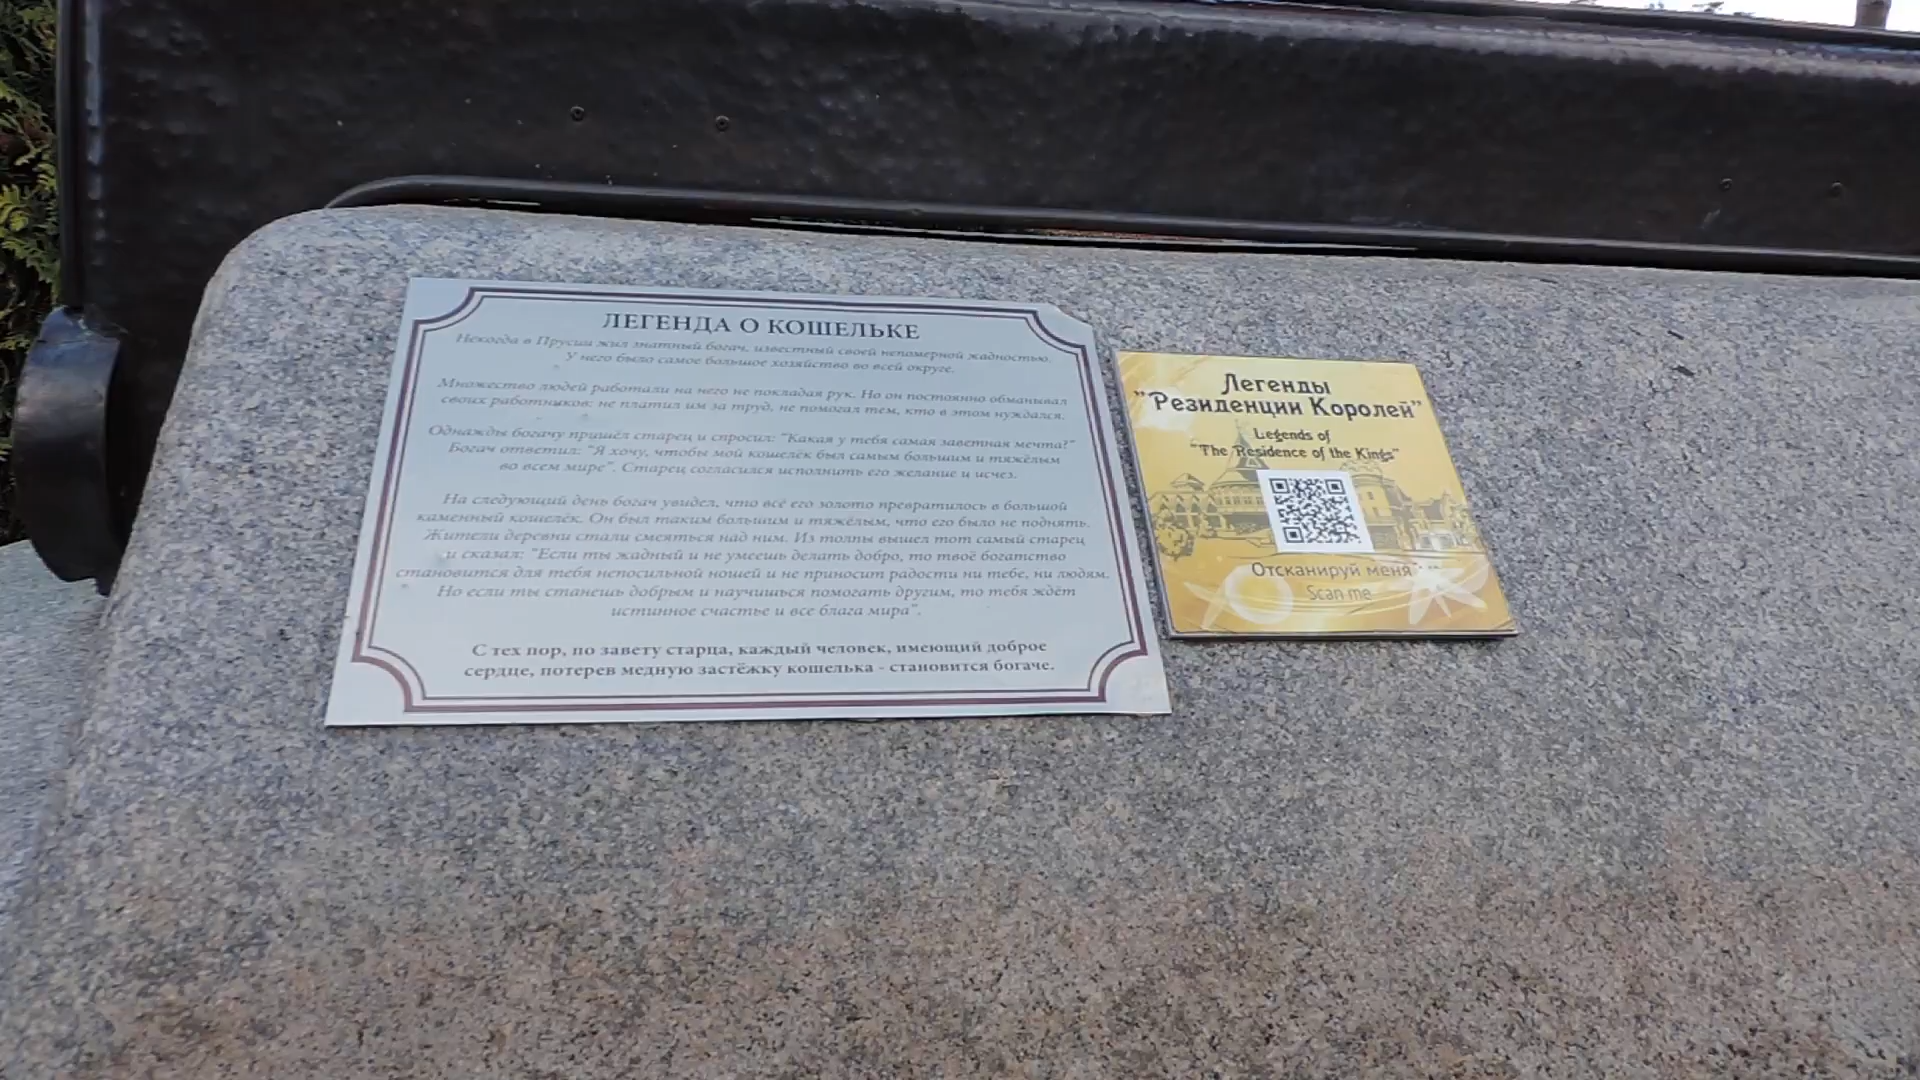 ЛЕГЕНДА О КОШЕЛЬКЕ
Некогда в Прусии жил знатный богач, известный своей непомерной жадностью.
У него было самое большое хозяйство во всей округе.
Множество людей работали на него не покладая рук. Но он постоянно обманывал
своих работников: не платил им за труд, не помогал тем, кто в этом нуждался.
Однажды богачу пришёл старец и спросил: "Какая у тебя самая заветная мечта?"
Богач ответил: "Я хочу, чтобы мой кошелёк был самым большим и тяжёлым
во всем мире". Старец согласился исполнить его желание и исчез.
На следующий день богач увидел, что всё его золото превратилось в большой
каменный кошелёк. Он был таким большим и тяжёлым, что его было не поднять.
Жители деревни стали смеяться над ним. Из толпы вышел тот самый старец
и сказал: "Если ты жадный и не умеешь делать добро, то твоё богатство
становится для тебя непосильной ношей и не приносит радости ни тебе, ни людям.
Но если ты станешь добрым и научишься помогать другим, то тебя ждёт
истинное счастье и все блага мира".
С тех пор, по завету старца, каждый человек, имеющий доброе
сердце, потерев медную застёжку кошелька - становится богаче.
Легенды
"Резиденции Королей"
Legends of
"The Residence of the Kings"
Отсканируй меня
Scan me